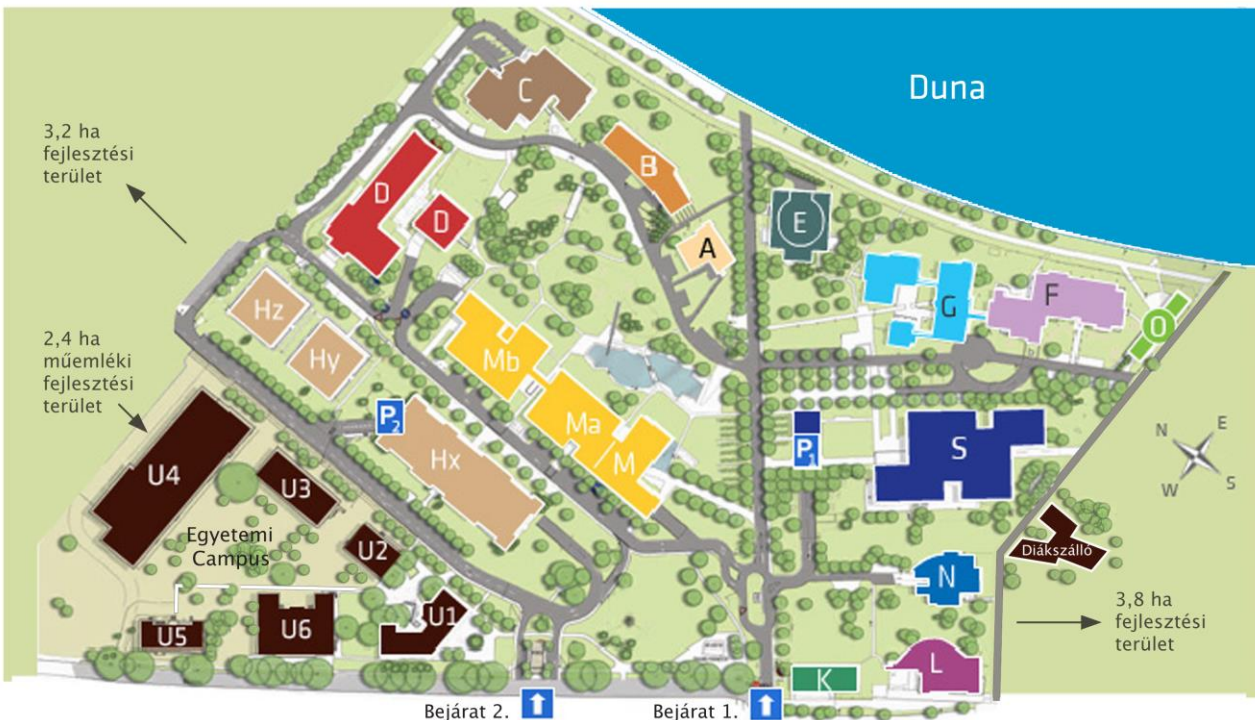 Duna
3,2 ha
fejlesztési
terület
C
B
D
D
E
A
G
F
O
Hz
Hy
2,4 ha
műemléki
fejlesztési
terület
Mb
Ma
M
P2
Hx
P1
S
N
E
W
S
U4
U3
Egyetemi
Campus
U2
Diákszálló
N
3,8 ha
fejlesztési
terület
U1
U5
U6
L
K
Bejárat 2.
Bejárat 1.